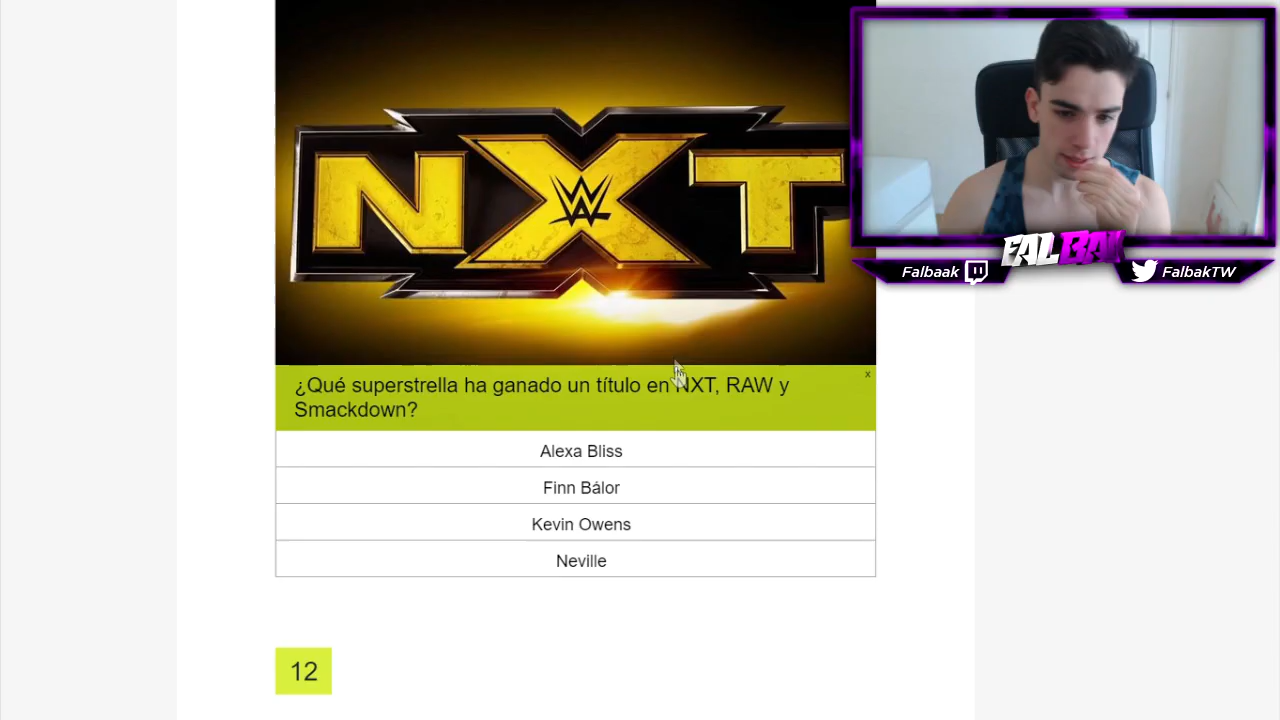 NXT
W
FALBAK
Falbaak
FalbakTW
¿Qué superstrella ha ganado un título en NXT, RAW y
Smackdown?
x
Alexa Bliss
Finn Bálor
Kevin Owens
Neville
12